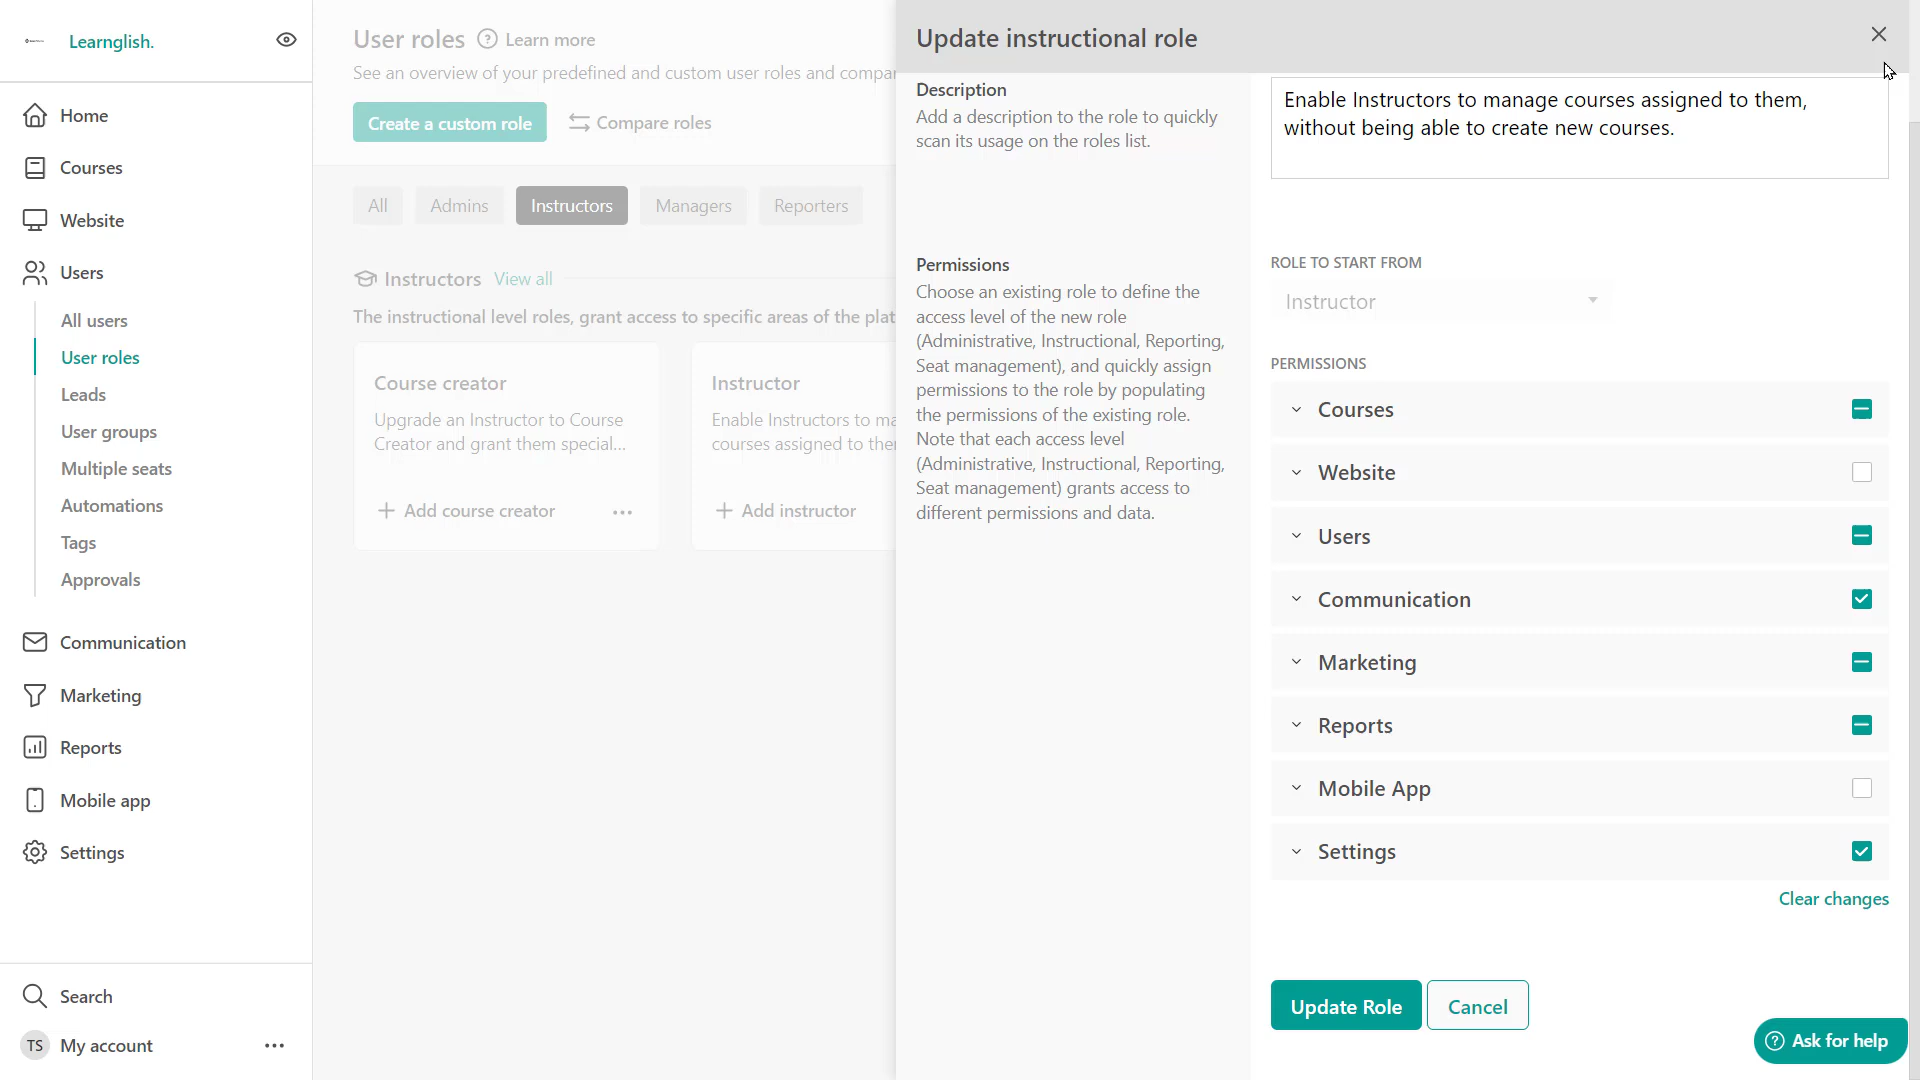 Learnglish.
Home
Courses
Website
Users
All users
User roles
Leads
User groups
Multiple seats
Automations
Tags
Approvals
Communication
Marketing
Reports
Mobile app
Settings
Search
TS My account
User roles Learn more
See an overview of your predefined and custom user roles and compa
Create a custom role Compare roles
All Admins Instructors Managers Reporters
Instructors View all
The instructional level roles, grant access to specific areas of the plat
Course creator
Upgrade an Instructor to Course
Creator and grant them special...
+ Add course creator ...
Instructor
Enable Instructors to ma
courses assigned to the
+ Add instructor
Update instructional role
Description
Add a description to the role to quickly
scan its usage on the roles list.
Enable Instructors to manage courses assigned to them,
without being able to create new courses.
Permissions
Choose an existing role to define the
access level of the new role
(Administrative, Instructional, Reporting,
Seat management), and quickly assign
permissions to the role by populating
the permissions of the existing role.
Note that each access level
(Administrative, Instructional, Reporting,
Seat management) grants access to
different permissions and data.
ROLE TO START FROM
Instructor
PERMISSIONS
Courses
Website
Users
Communication
Marketing
Reports
Mobile App
Settings
Clear changes
Update Role Cancel
Ask for help